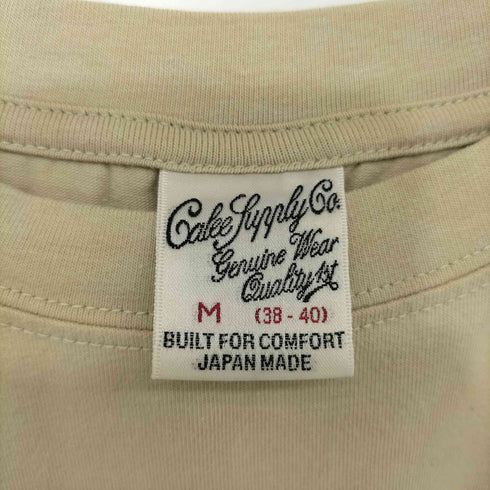 Calee Supply Co.
Genuine Wear
Quality 1st
M (38 - 40)
BUILT FOR COMFORT
JAPAN MADE